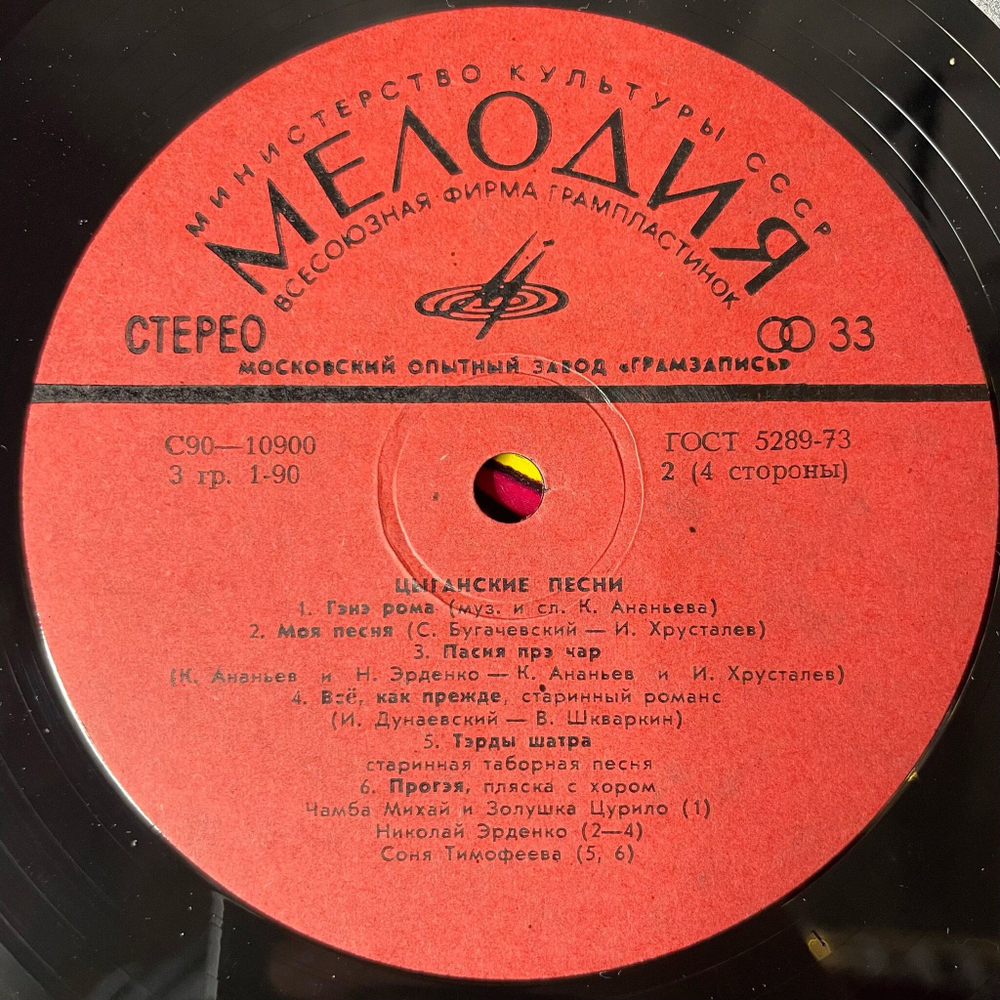 МИНИСТЕРСТВО КУЛЬТУРЫ СССР
МЕЛОДИЯ
ВСЕСОЮЗНАЯ ФИРМА ГРАМПЛАСТИНОК
СТЕРЕО
33
МОСКОВСКИЙ ОПЫТНЫЙ ЗАВОД «ГРАМЗАПИСЬ»
С90—10900
ГОСТ 5289-73
3 гр. 1-90
2 (4 стороны)
ЦЫГАНСКИЕ ПЕСНИ
1. Гэнэ рома (муз. и сл. К. Ананьева)
2. Моя песня (С. Бугачевский — И. Хрусталев)
3. Пасия прэ чар
(К. Ананьев и Н. Эрденко — К. Ананьев и И. Хрусталев)
4. Всё, как прежде, старинный романс
(И. Дунаевский — В. Шкваркин)
5. Тэрды шатра
старинная таборная песня
6. Прогэя, пляска с хором
Чамба Михай и Золушка Цурило (1)
Николай Эрденко (2—4)
Соня Тимофеева (5, 6)